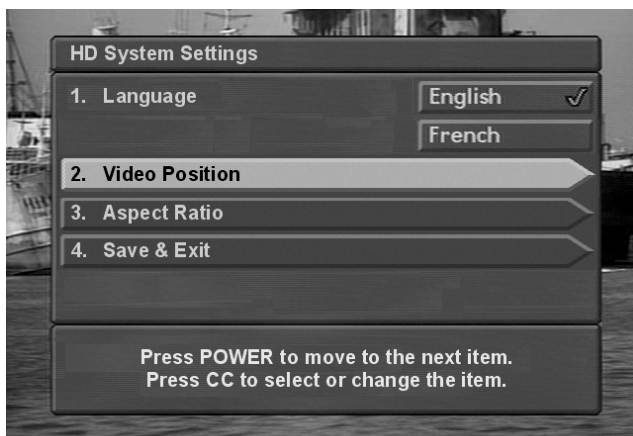 HD System Settings
1. Language English
French
2. Video Position
3. Aspect Ratio
4. Save & Exit
Press POWER to move to the next item.
Press CC to select or change the item.